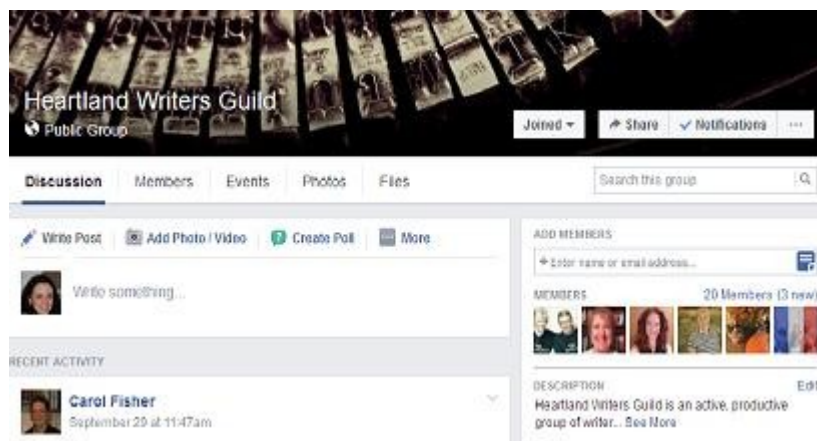 Heartland Writers Guild
Public Group
Joined
Share
Notifications
Discussion
Members
Events
Photos
Files
Search this group
Write Post
Add Photo / Video
Create Poll
More
Write something...
RECENT ACTIVITY
Carol Fisher
September 29 at 11:47am
ADD MEMBERS
+ Enter name or email address...
MEMBERS
20 Members (3 new)
DESCRIPTION
Edit
Heartland Writers Guild is an active, productive
group of writer... See More